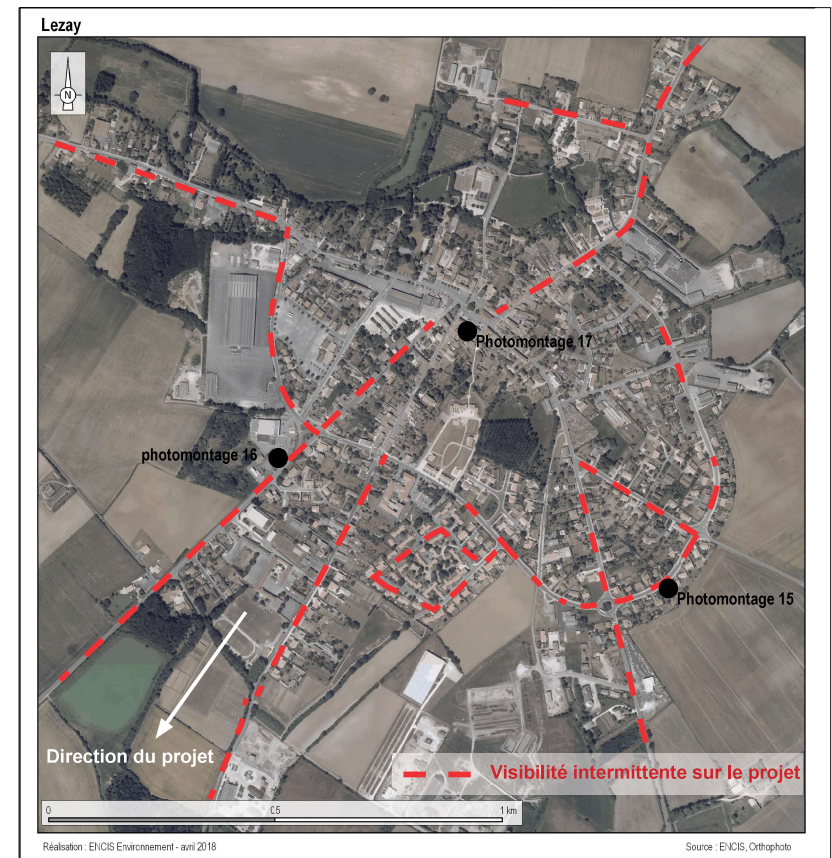 Lezay
N
Photomontage 17
photomontage 16
Photomontage 15
Direction du projet
Visibilité intermittente sur le projet
0 0.5 1 km
Réalisation : ENCIS Environnement - avril 2018 Source : ENCIS, Orthophoto